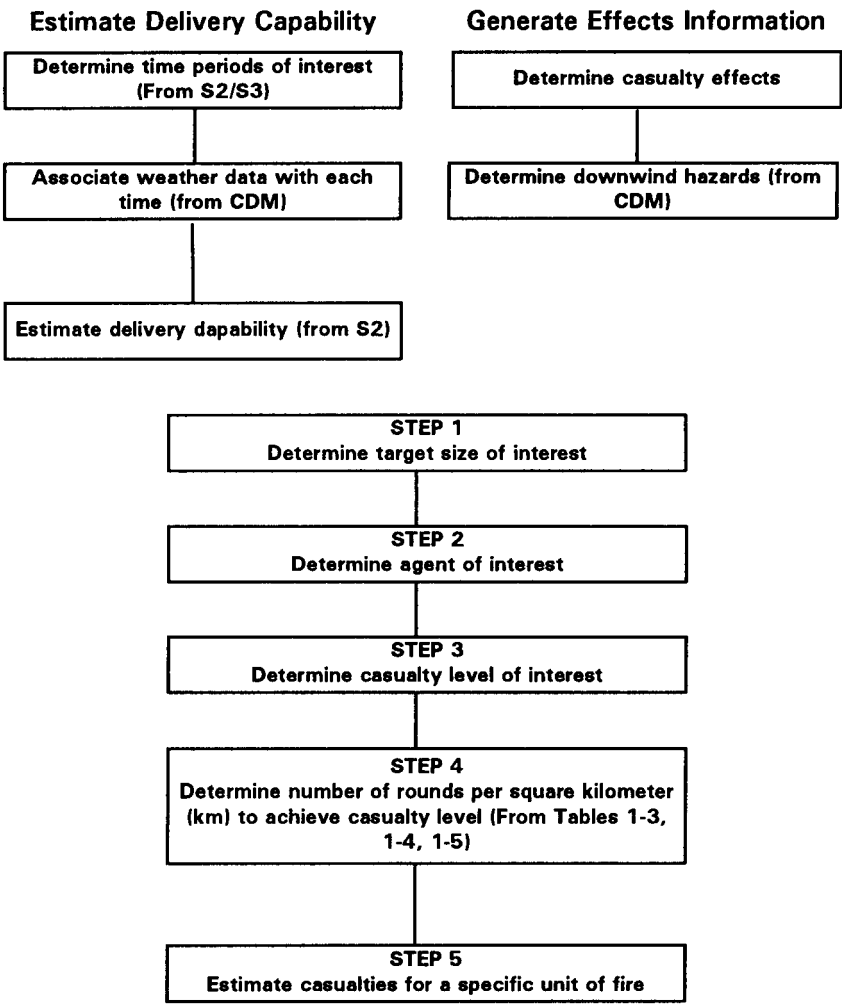 Estimate Delivery Capability
Determine time periods of interest
(From S2/S3)
Associate weather data with each
time (from CDM)
Estimate delivery dapability (from S2)
Generate Effects Information
Determine casualty effects
Determine downwind hazards (from
CDM)
STEP 1
Determine target size of interest
STEP 2
Determine agent of interest
STEP 3
Determine casualty level of interest
STEP 4
Determine number of rounds per square kilometer
(km) to achieve casualty level (From Tables 1-3,
1-4, 1-5)
STEP 5
Estimate casualties for a specific unit of fire